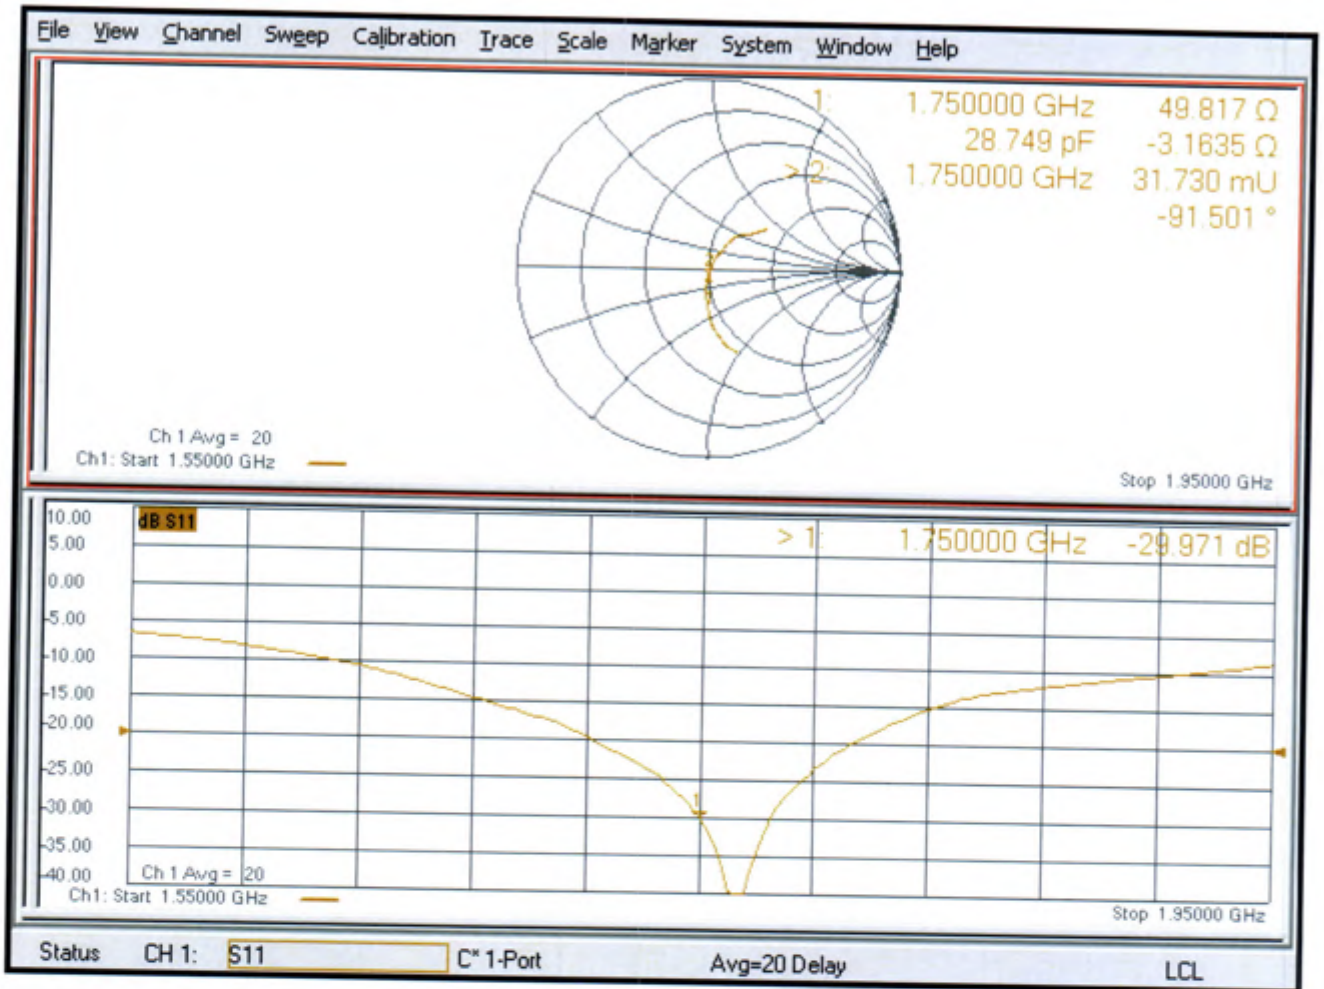 File View Channel Sweep Calibration Trace Scale Marker System Window Help
1: 1.750000 GHz 49.817 Ω
28.749 pF -3.1635 Ω
> 2: 1.750000 GHz 31.730 mU
-91.501 °
Ch 1 Avg = 20
Ch1: Start 1.55000 GHz
Stop 1.95000 GHz
10.00
dB S11
> 1: 1.750000 GHz -29.971 dB
5.00
0.00
-5.00
-10.00
-15.00
-20.00
-25.00
-30.00
1
-35.00
-40.00
Ch 1 Avg = 20
Ch1: Start 1.55000 GHz
Stop 1.95000 GHz
Status CH 1: S11 C* 1-Port Avg=20 Delay LCL